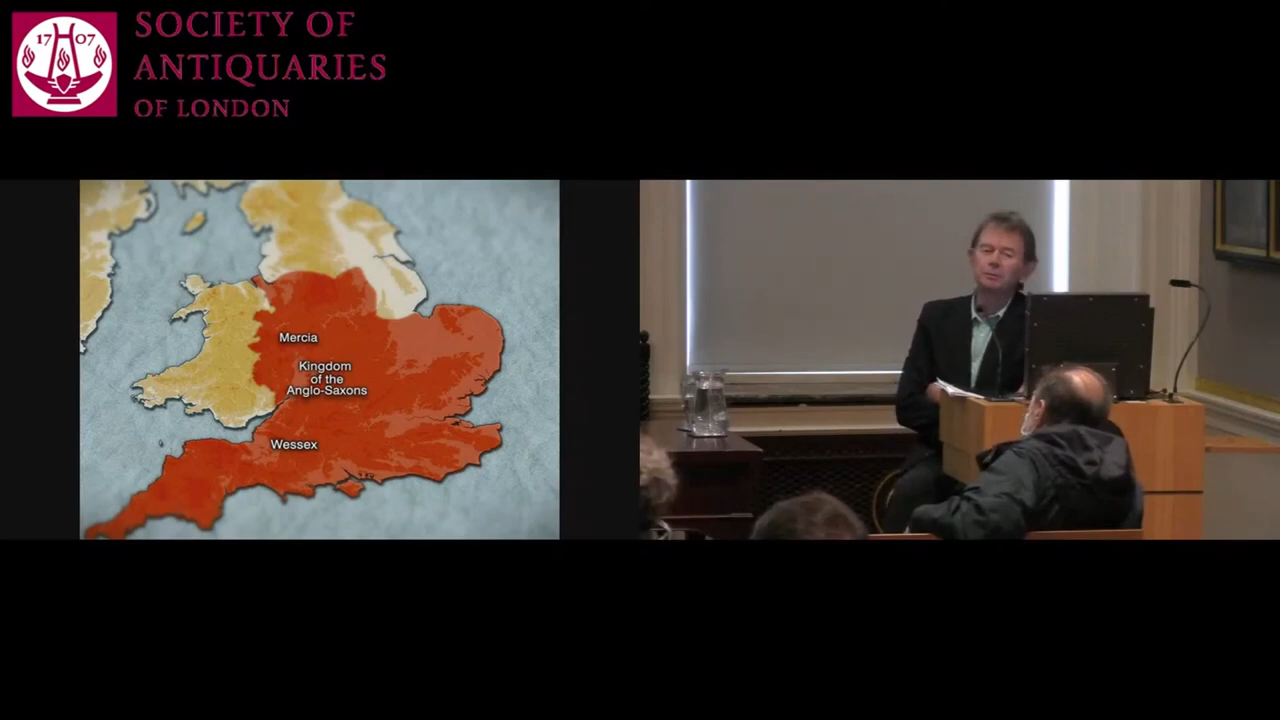 17 07
SOCIETY OF
ANTIQUARIES
OF LONDON
Mercia
Kingdom
of the
Anglo-Saxons
Wessex